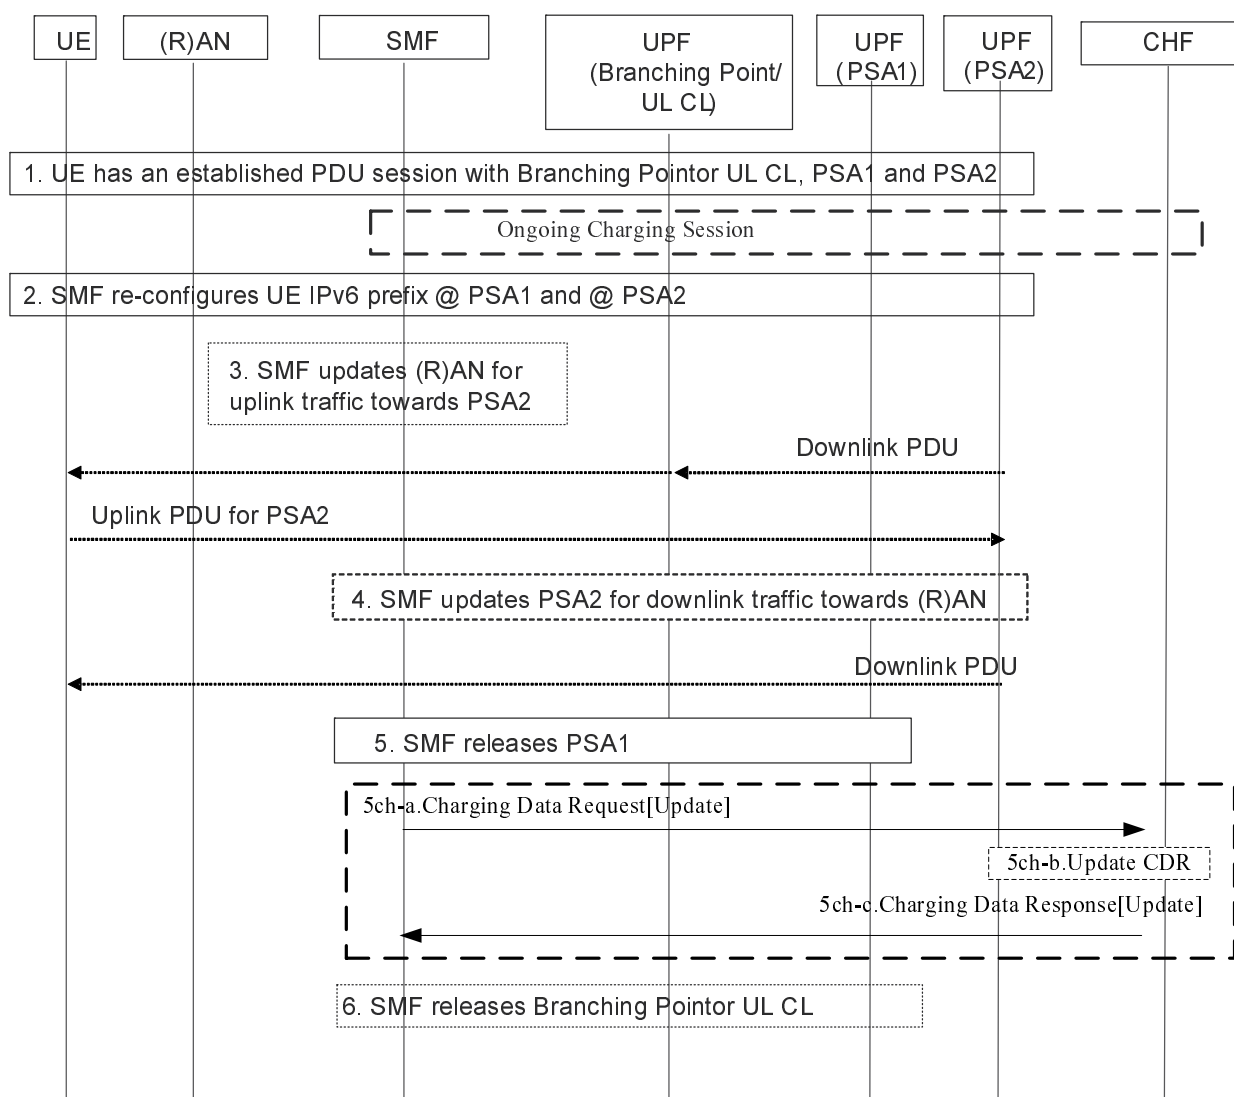 UE
(R)AN
SMF
UPF
(Branching Point/
UL CL)
UPF
(PSA1)
UPF
(PSA2)
CHF
1. UE has an established PDU session with Branching Pointor UL CL, PSA1 and PSA2
Ongoing Charging Session
2. SMF re-configures UE IPv6 prefix @ PSA1 and @ PSA2
3. SMF updates (R)AN for
uplink traffic towards PSA2
Downlink PDU
Uplink PDU for PSA2
4. SMF updates PSA2 for downlink traffic towards (R)AN
Downlink PDU
5. SMF releases PSA1
5ch-a.Charging Data Request[Update]
5ch-b.Update CDR
5ch-c.Charging Data Response[Update]
6. SMF releases Branching Pointor UL CL